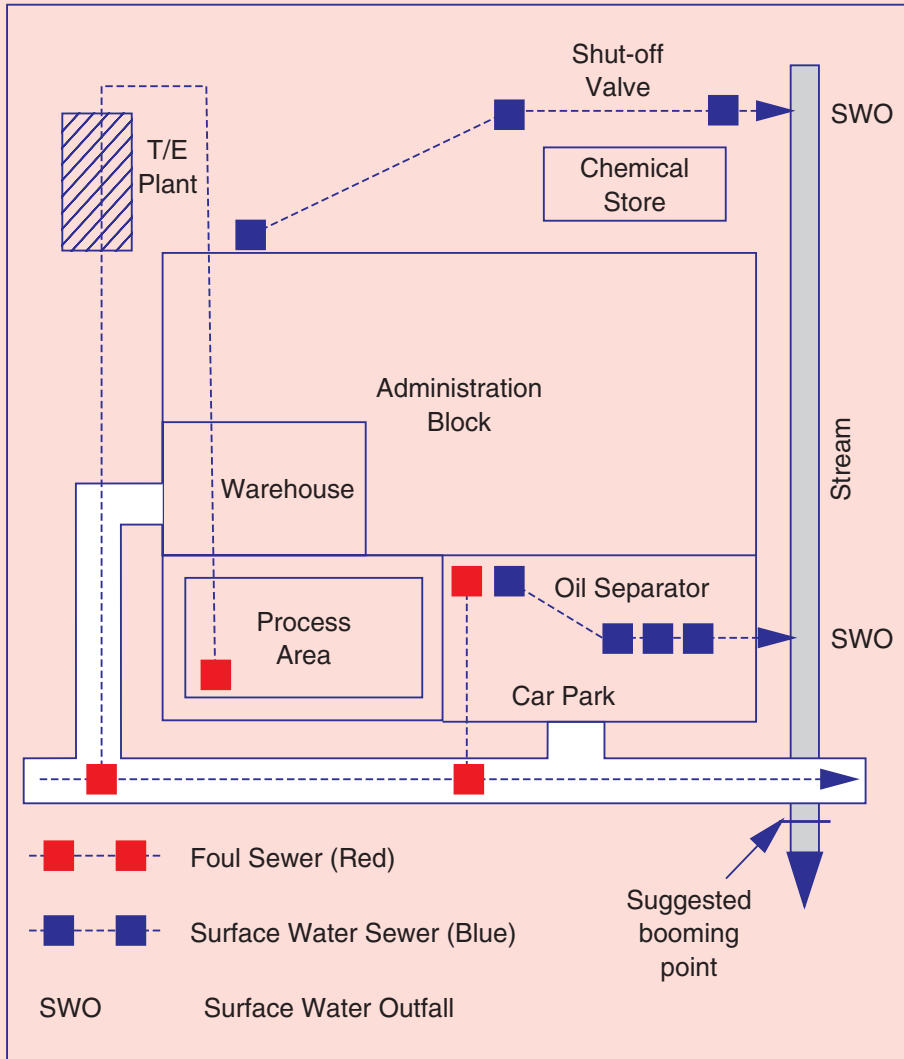 Shut-off
Valve
SWO
T/E
Plant
Chemical
Store
Administration
Block
Stream
Warehouse
Oil Separator
Process
Area
SWO
Car Park
Foul Sewer (Red)
Suggested
booming
point
Surface Water Sewer (Blue)
SWO Surface Water Outfall